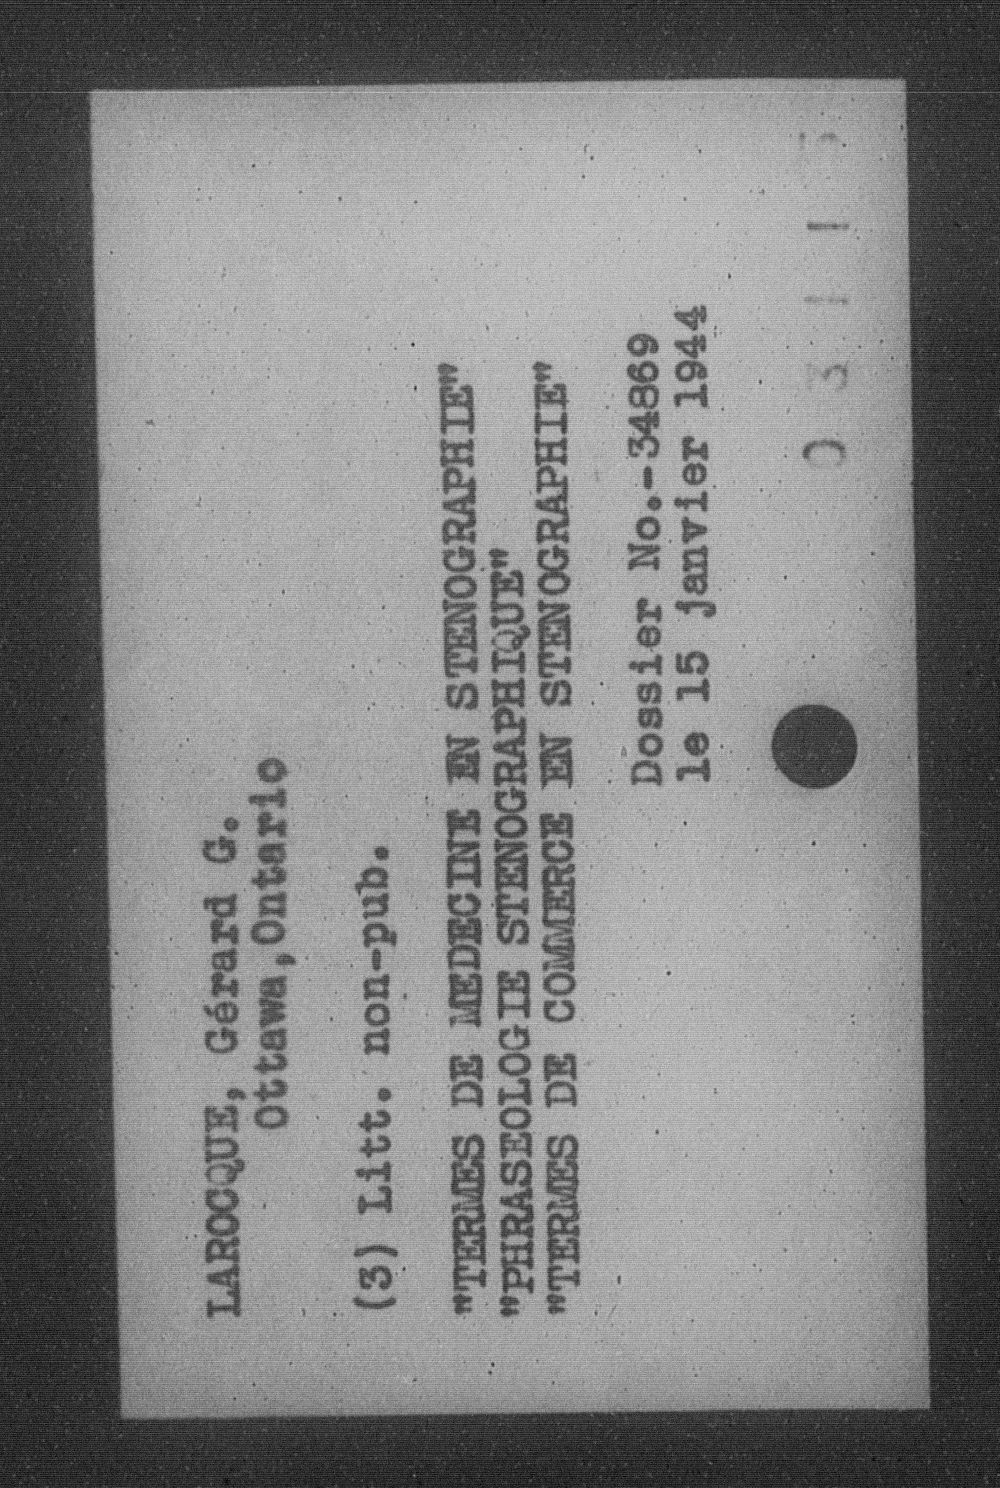 LAROCQUE, Gérard G.
Ottawa,Ontario
(3) Litt. non-pub.
"TERMES DE MEDECINE EN STENOGRAPHIE"
"PHRASEOLOGIE STENOGRAPHIQUE"
"TERMES DE COMMERCE EN STENOGRAPHIE"
Dossier No.-34869
le 15 janvier 1944